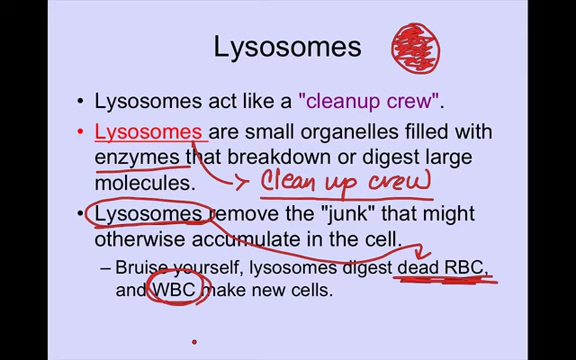 Lysosomes
• Lysosomes act like a "cleanup crew".
• Lysosomes are small organelles filled with
enzymes that breakdown or digest large
molecules.
clean up crew
• Lysosomes remove the "junk" that might
otherwise accumulate in the cell.
– Bruise yourself, lysosomes digest dead RBC,
and WBC make new cells.